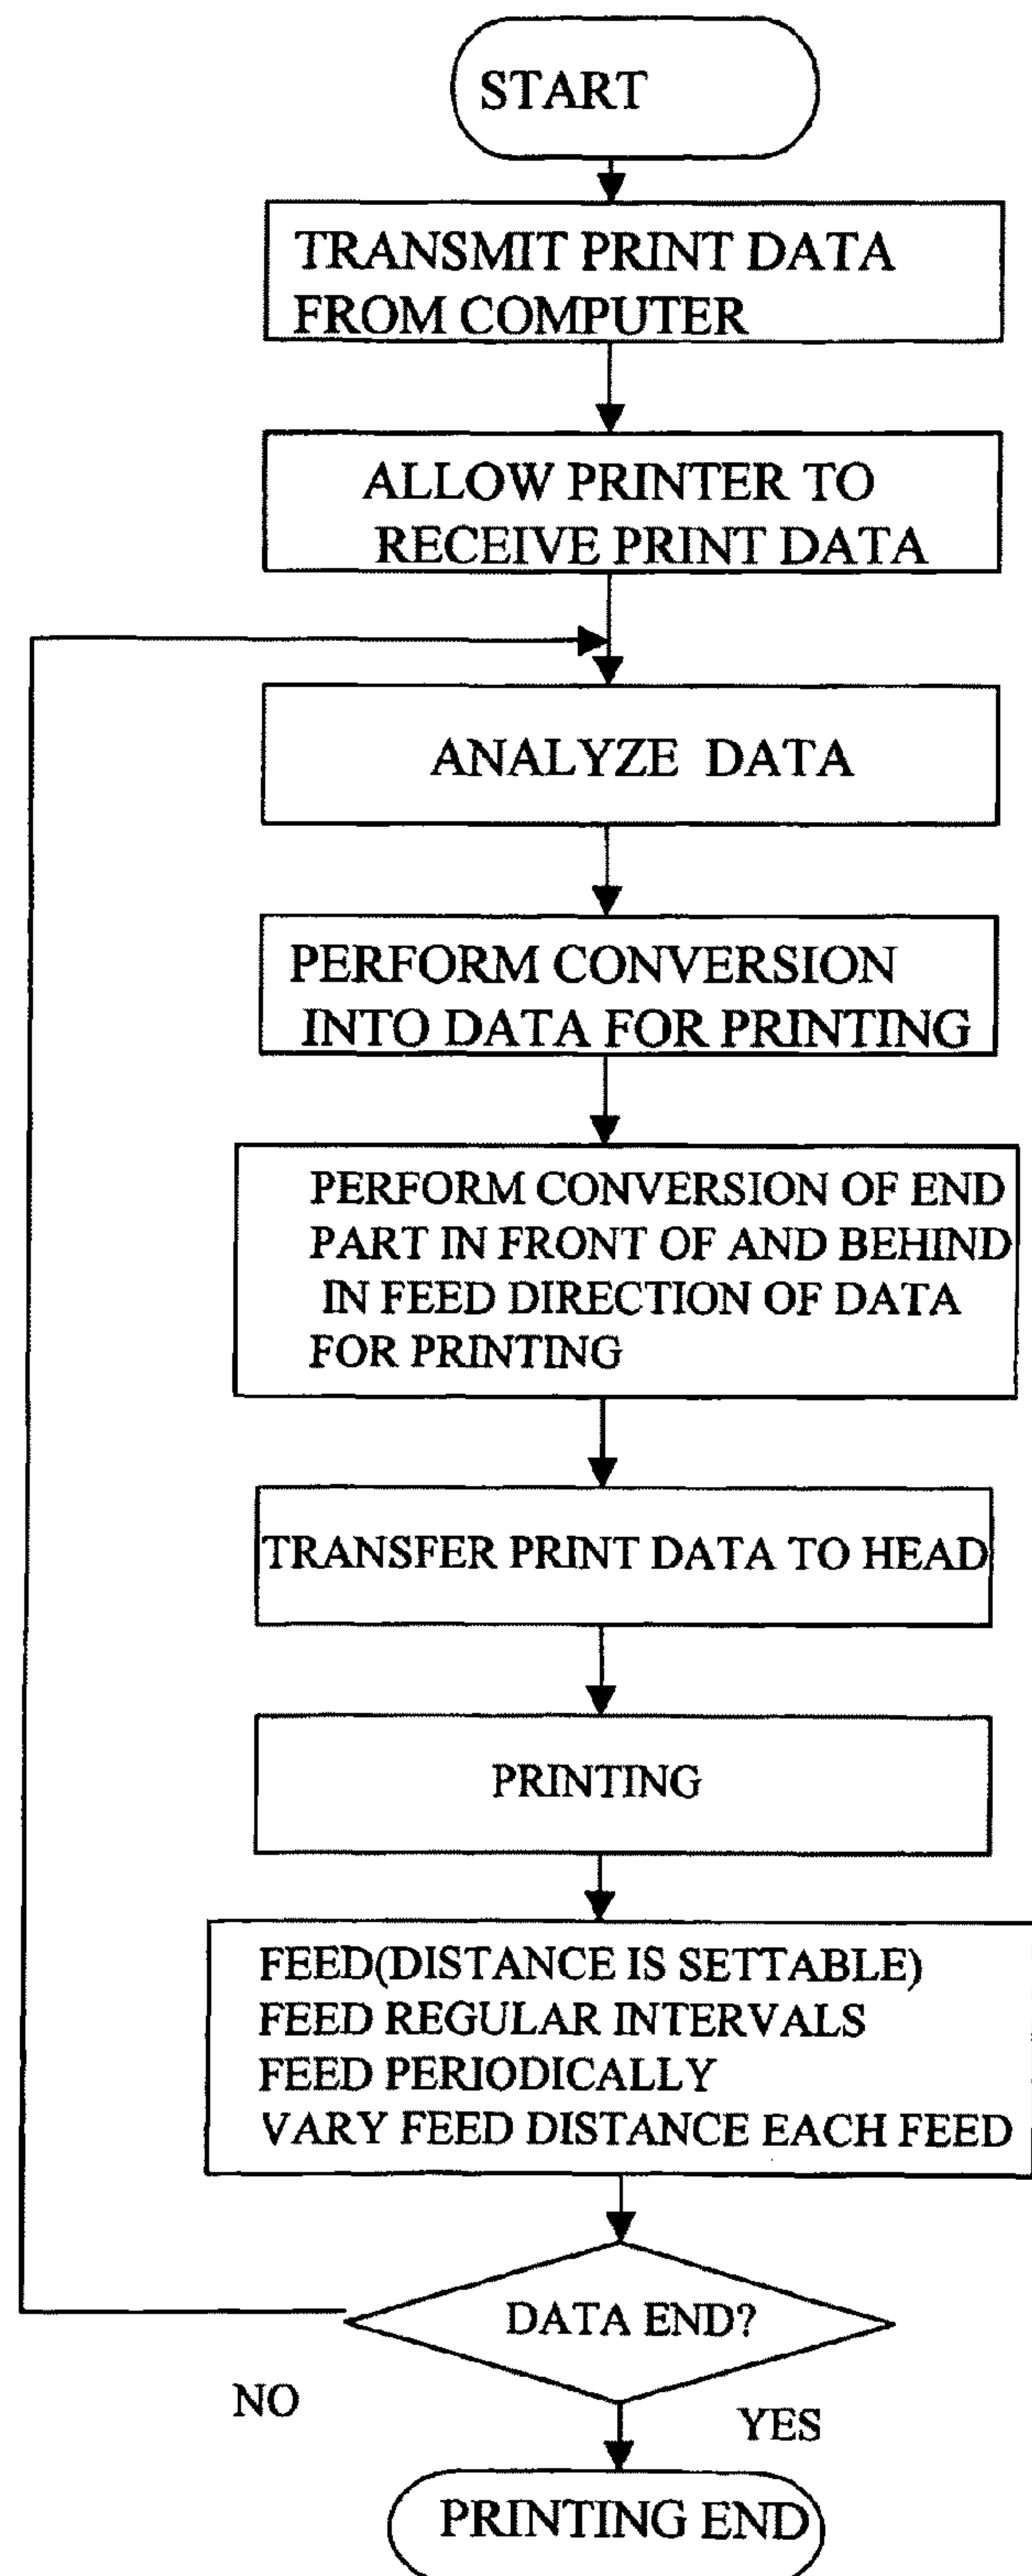 START
TRANSMIT PRINT DATA
FROM COMPUTER
ALLOW PRINTER TO
RECEIVE PRINT DATA
ANALYZE DATA
PERFORM CONVERSION
INTO DATA FOR PRINTING
PERFORM CONVERSION OF END
PART IN FRONT OF AND BEHIND
IN FEED DIRECTION OF DATA
FOR PRINTING
TRANSFER PRINT DATA TO HEAD
PRINTING
FEED(DISTANCE IS SETTABLE)
FEED REGULAR INTERVALS
FEED PERIODICALLY
VARY FEED DISTANCE EACH FEED
DATA END?
NO
YES
PRINTING END